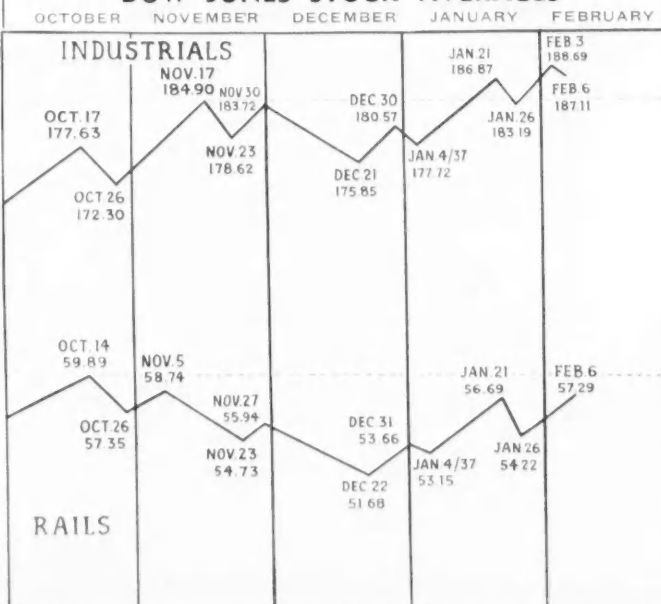 DOW-JONES STOCK AVERAGES
OCTOBER NOVEMBER DECEMBER JANUARY FEBRUARY
INDUSTRIALS
OCT.17
177.63
OCT 26
172.30
NOV.17
184.90
NOV.23
178.62
NOV 30
183.72
DEC 21
175.85
DEC 30
180.57
JAN.4/37
177.72
JAN.21
186.87
JAN.26
183.19
FEB 3
188.69
FEB.6
187.11
OCT.14
59.89
OCT.26
57.35
NOV.5
58.74
NOV.23
54.73
NOV.27
55.94
DEC 22
51.68
DEC 31
53.66
JAN.4/37
53.15
JAN.21
56.69
JAN.26
54.22
FEB.6
57.29
RAILS